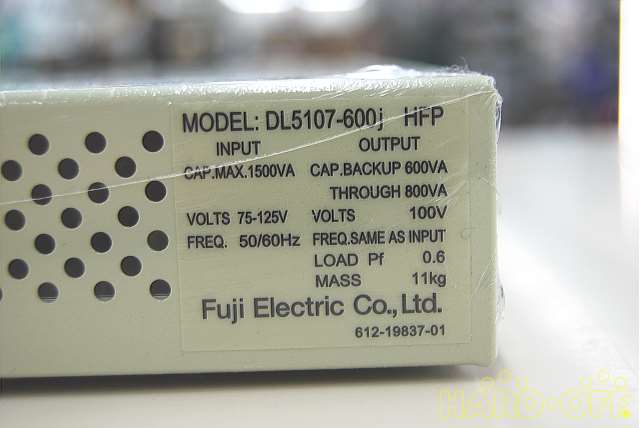 MODEL: DL5107-600j HFP
INPUT OUTPUT
CAP.MAX.1500VA CAP.BACKUP 600VA
THROUGH 800VA
VOLTS 75-125V VOLTS 100V
FREQ. 50/60Hz FREQ.SAME AS INPUT
LOAD Pf 0.6
MASS 11kg
Fuji Electric Co.,Ltd.
612-19837-01
HARD-OFF